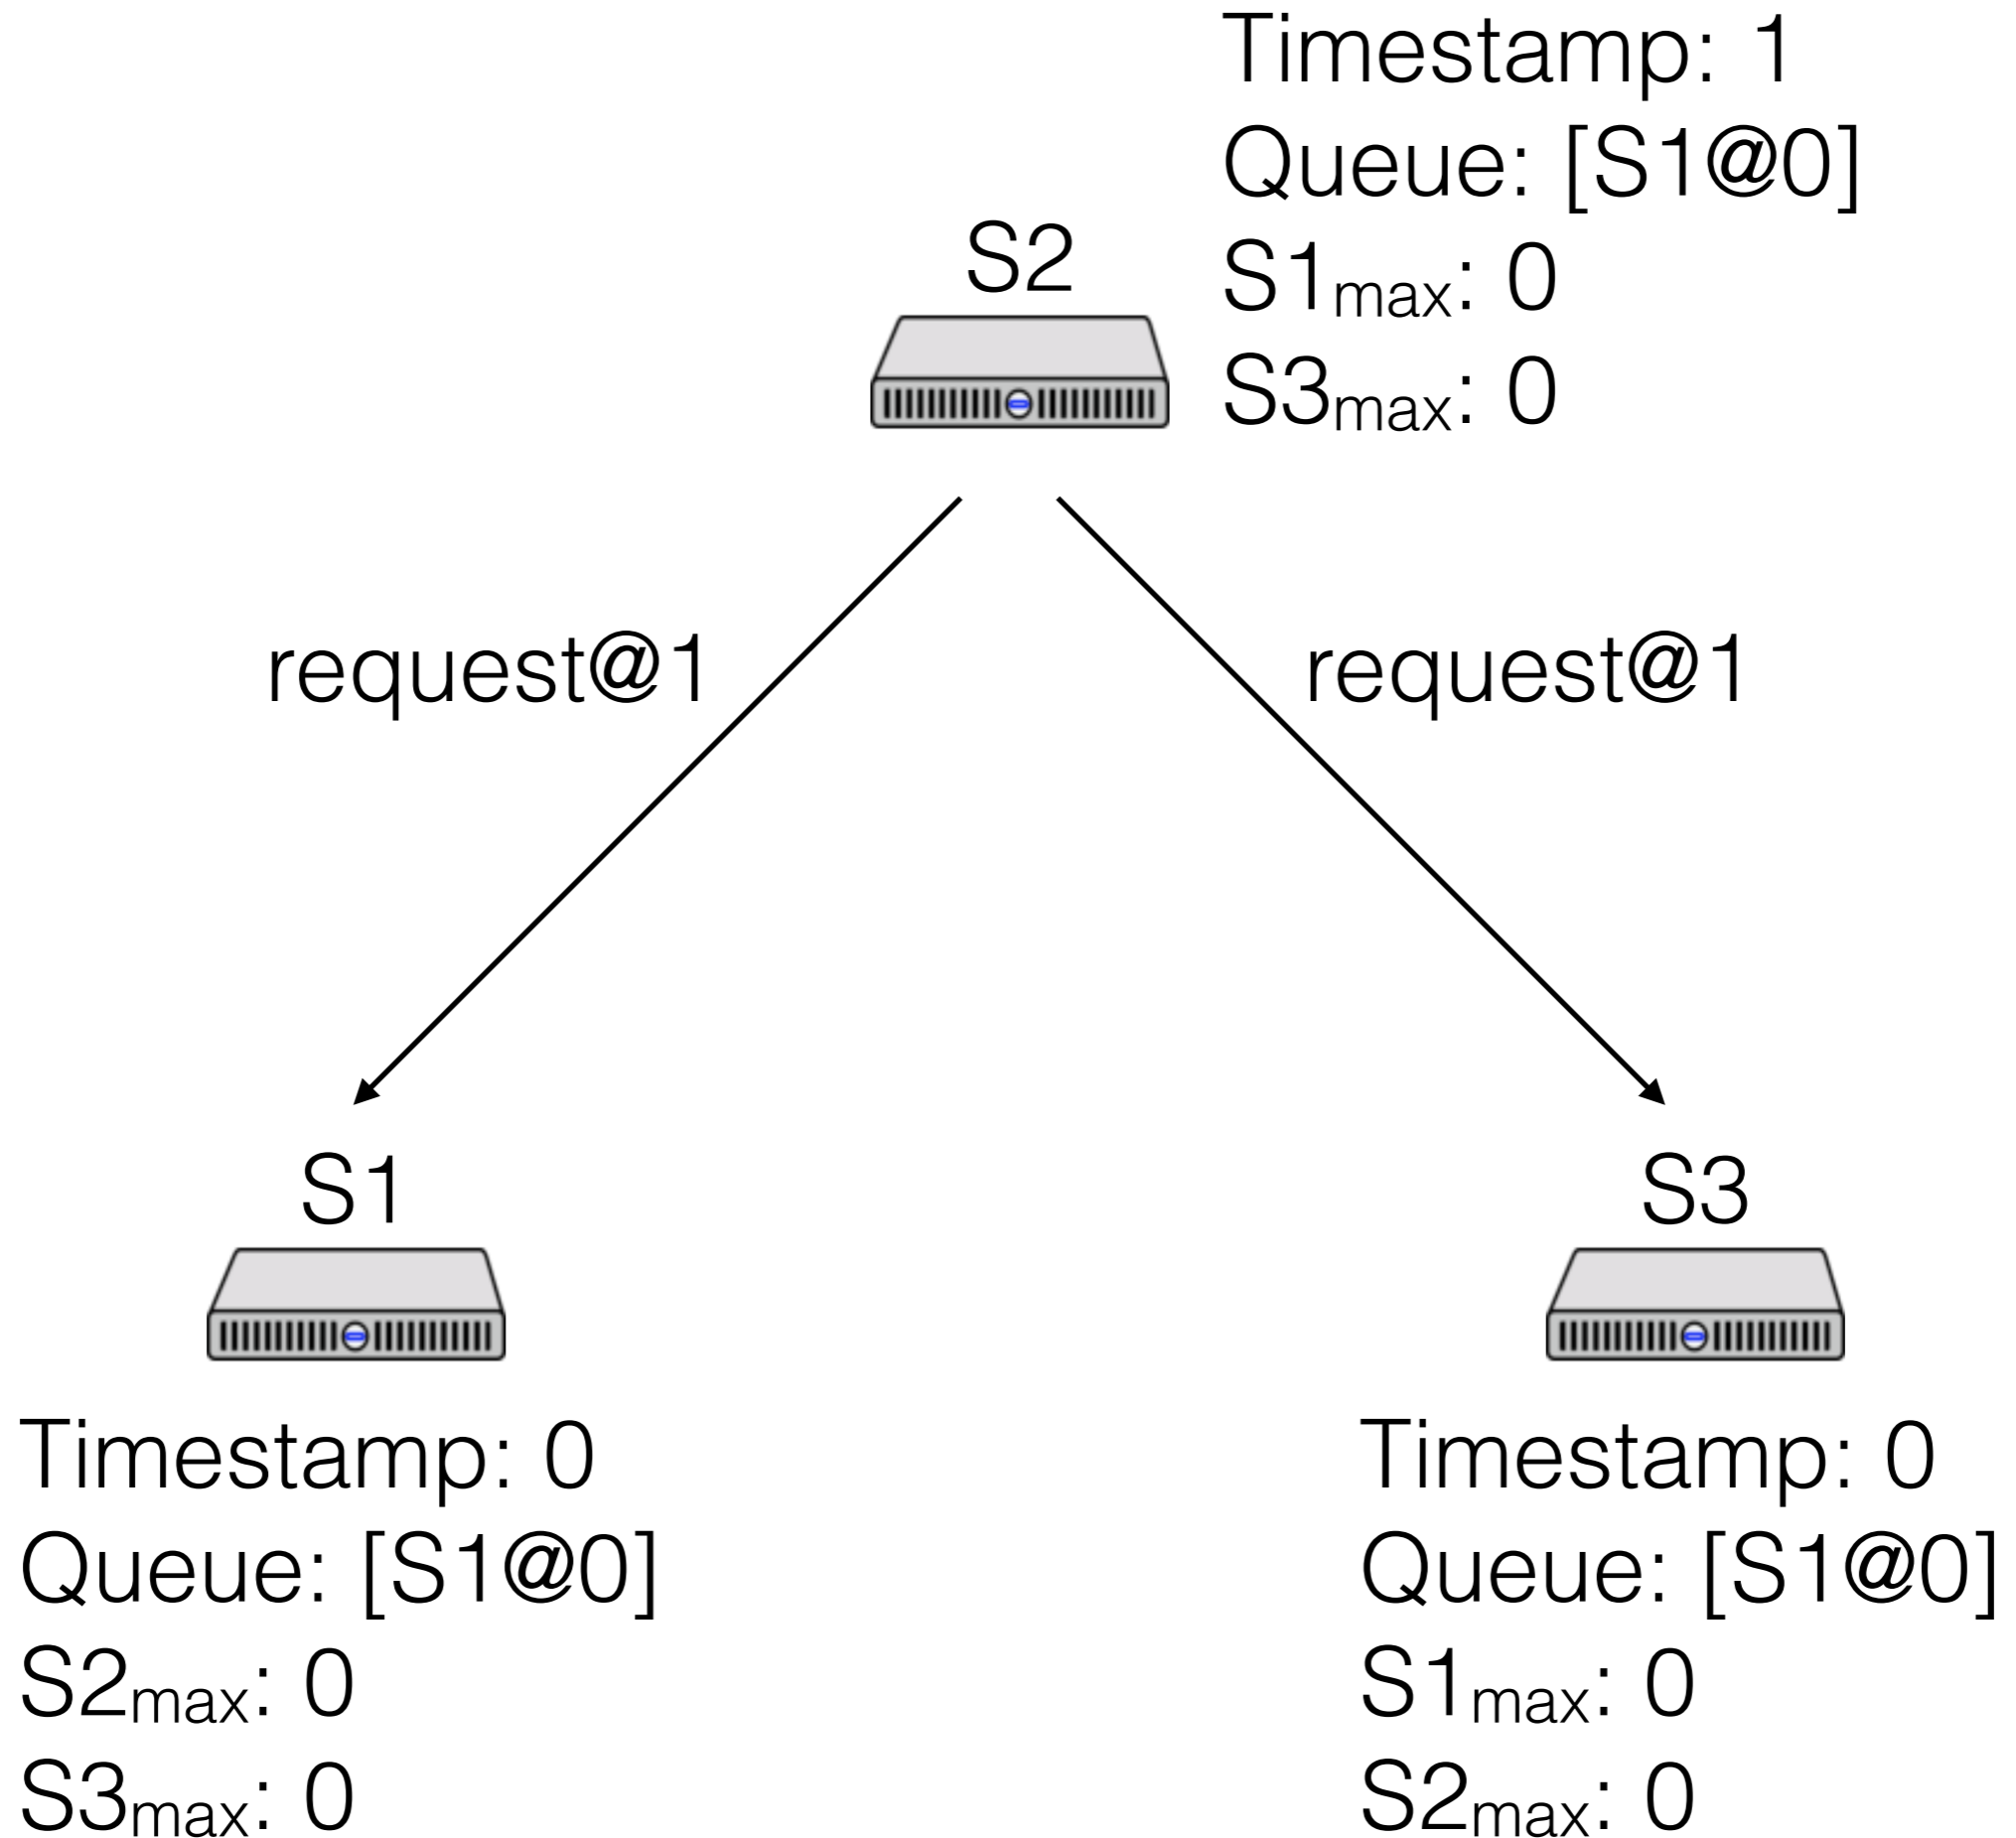 Timestamp: 1
Queue: [S1@0]
S1max: 0
S3max: 0
S2
request@1
request@1
S1
Timestamp: 0
Queue: [S1@0]
S2max: 0
S3max: 0
S3
Timestamp: 0
Queue: [S1@0]
S1max: 0
S2max: 0